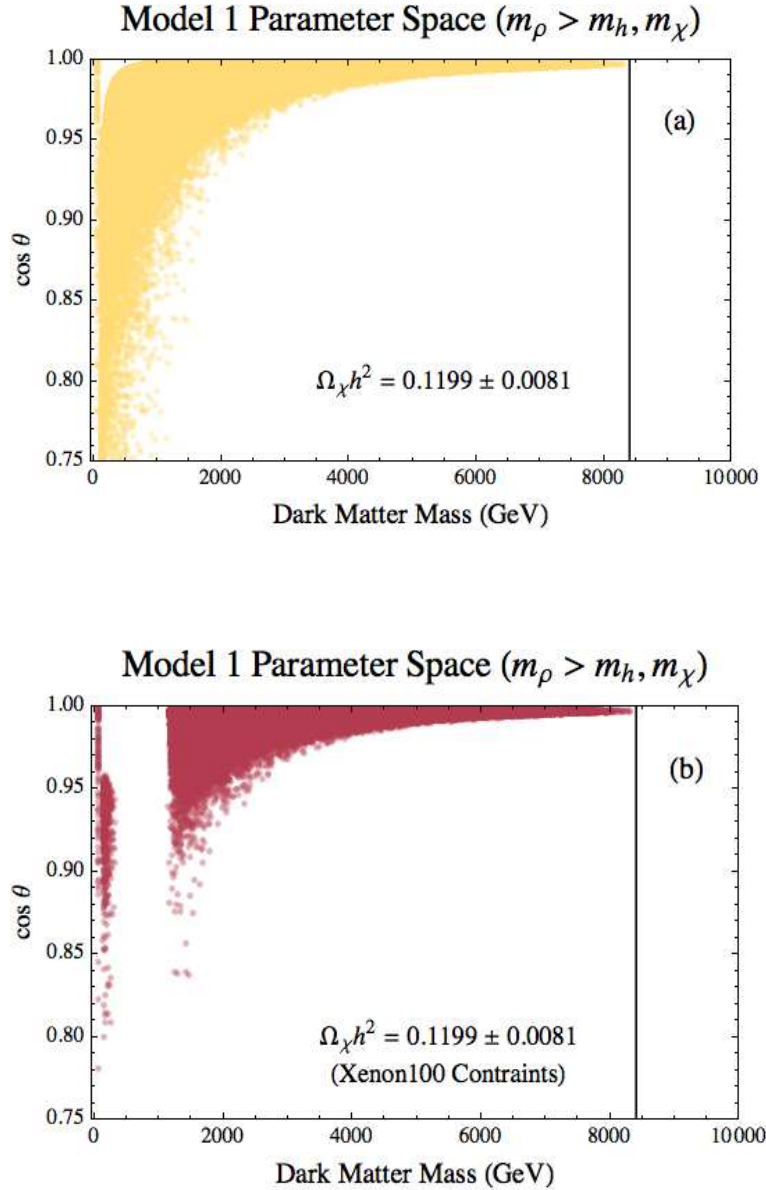 Model 1 Parameter Space (mρ > mh, mχ)
1.00
0.95
0.90
0.85
0.80
0.75
cos θ
(a)
Ωχh² = 0.1199 ± 0.0081
0 2000 4000 6000 8000 10000
Dark Matter Mass (GeV)
Model 1 Parameter Space (mρ > mh, mχ)
1.00
0.95
0.90
0.85
0.80
0.75
cos θ
(b)
Ωχh² = 0.1199 ± 0.0081
(Xenon100 Contraints)
0 2000 4000 6000 8000 10000
Dark Matter Mass (GeV)